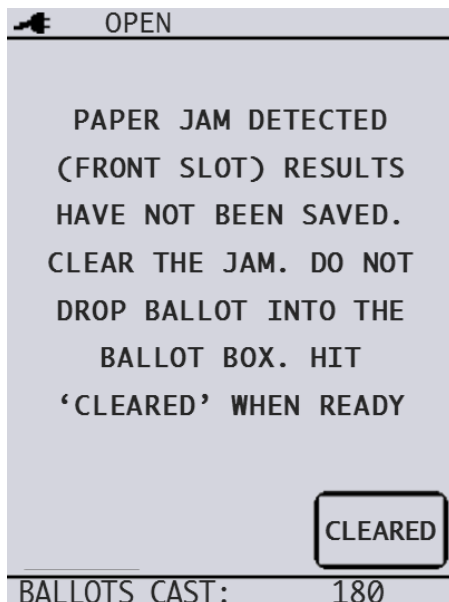 OPEN
PAPER JAM DETECTED
(FRONT SLOT) RESULTS
HAVE NOT BEEN SAVED.
CLEAR THE JAM. DO NOT
DROP BALLOT INTO THE
BALLOT BOX. HIT
‘CLEARED’ WHEN READY
CLEARED
BALLOTS CAST: 180